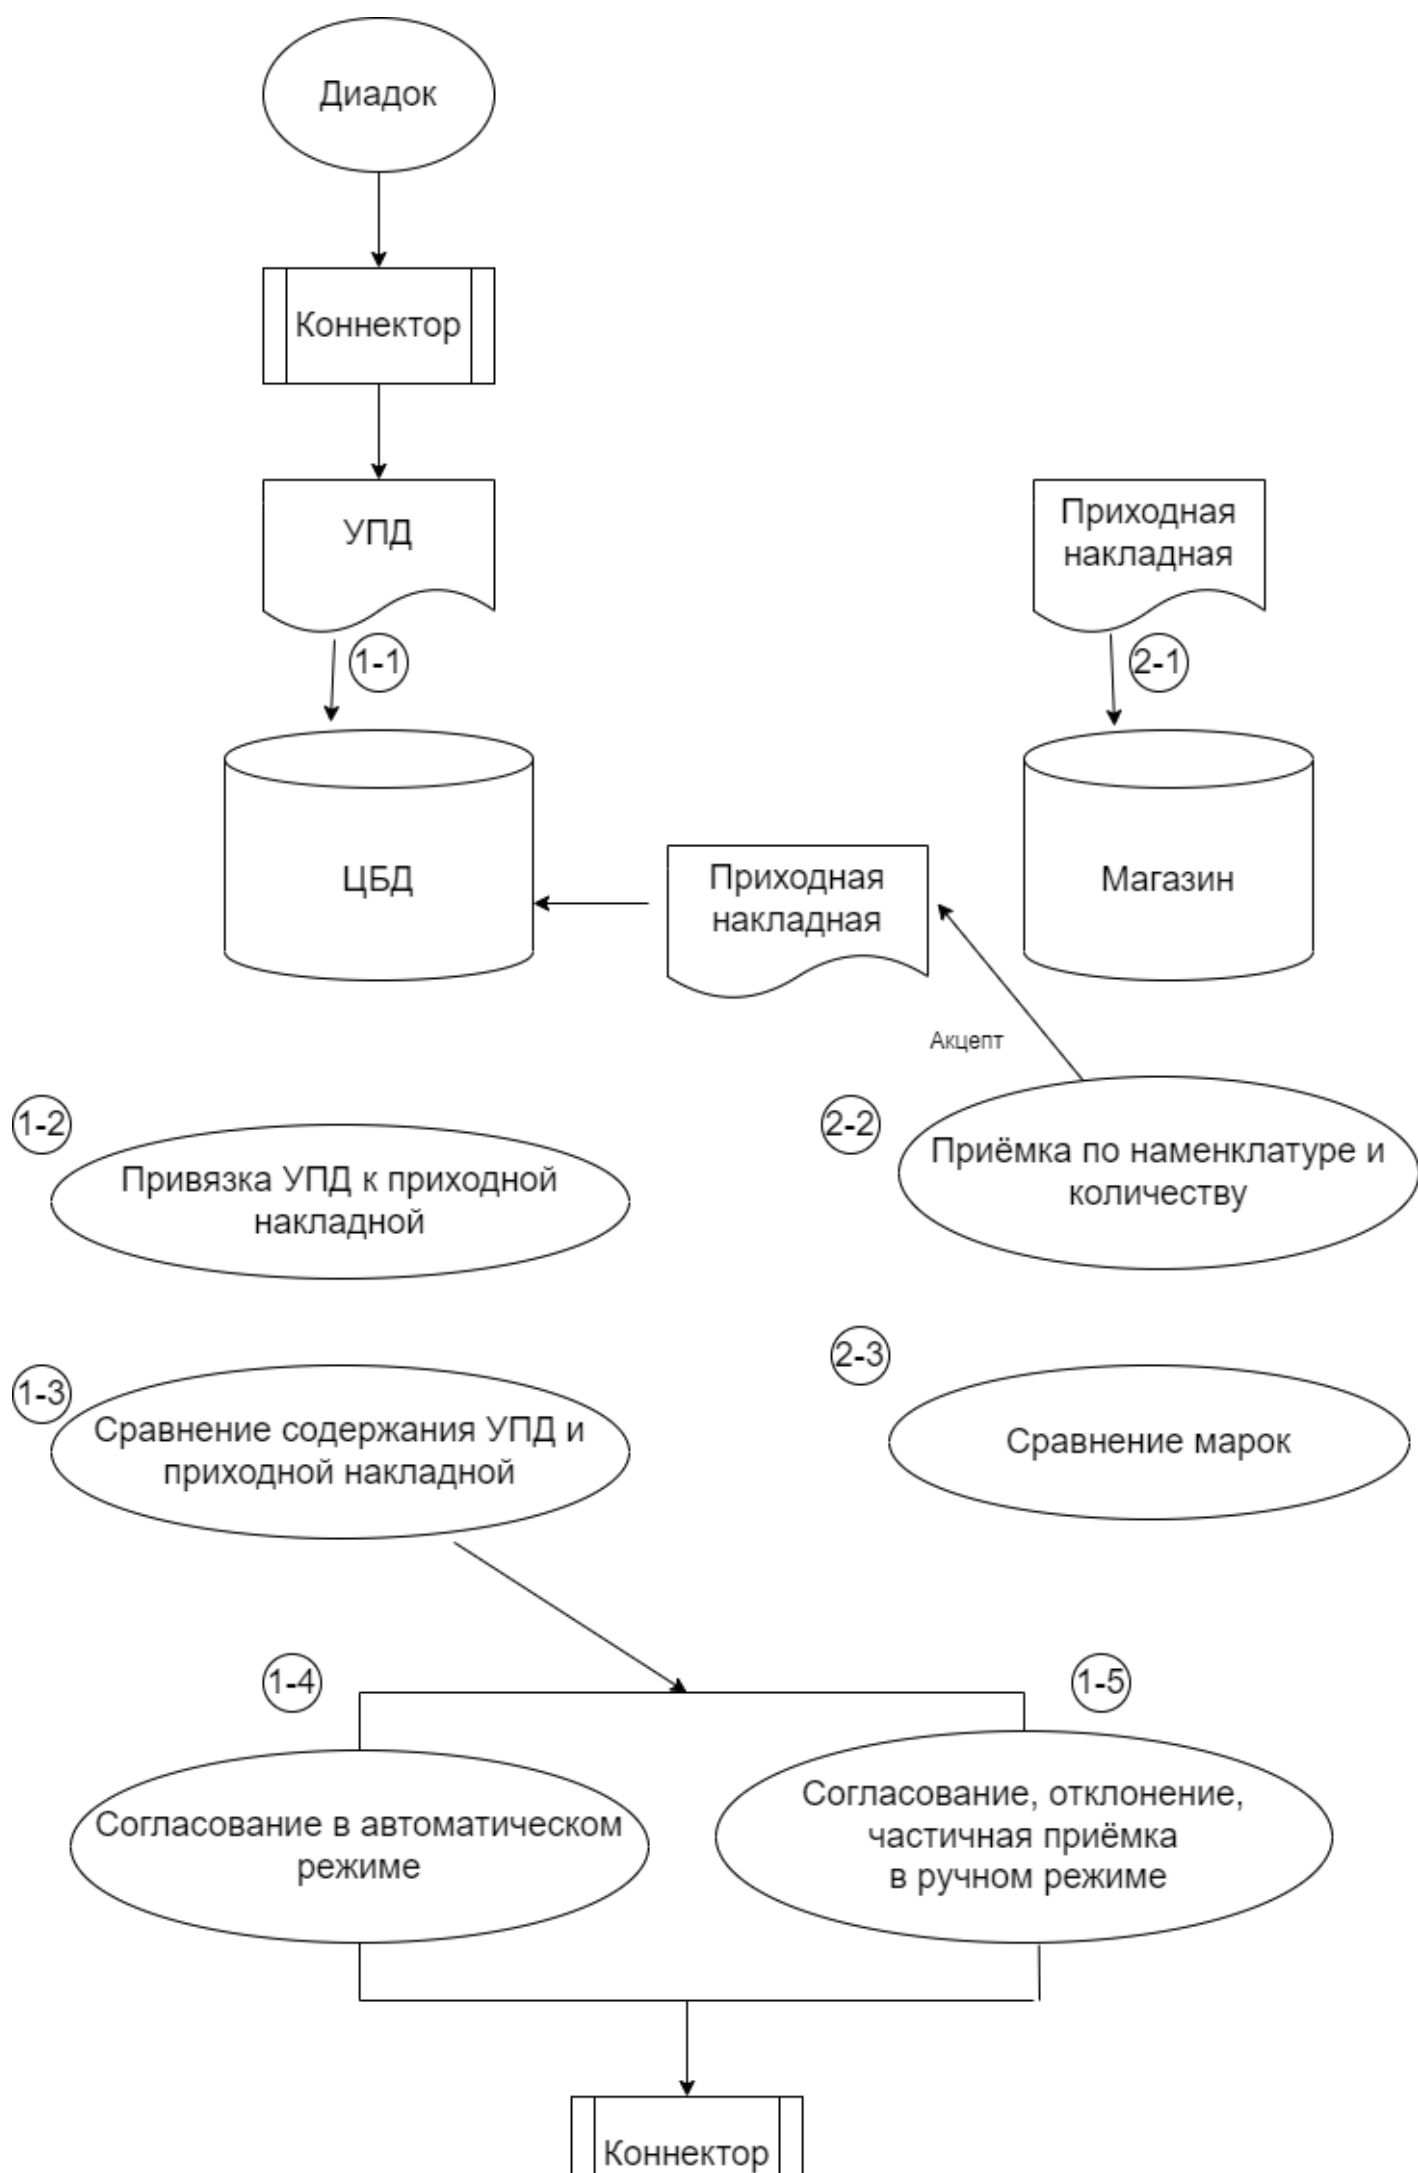 Диадок
Коннектор
УПД
Приходная
накладная
1-1
2-1
ЦБД
Приходная
накладная
Магазин
Акцепт
1-2
Привязка УПД к приходной
накладной
2-2
Приёмка по наменклатуре и
количеству
1-3
Сравнение содержания УПД и
приходной накладной
2-3
Сравнение марок
1-4
1-5
Согласование в автоматическом
режиме
Согласование, отклонение,
частичная приёмка
в ручном режиме
Коннектор